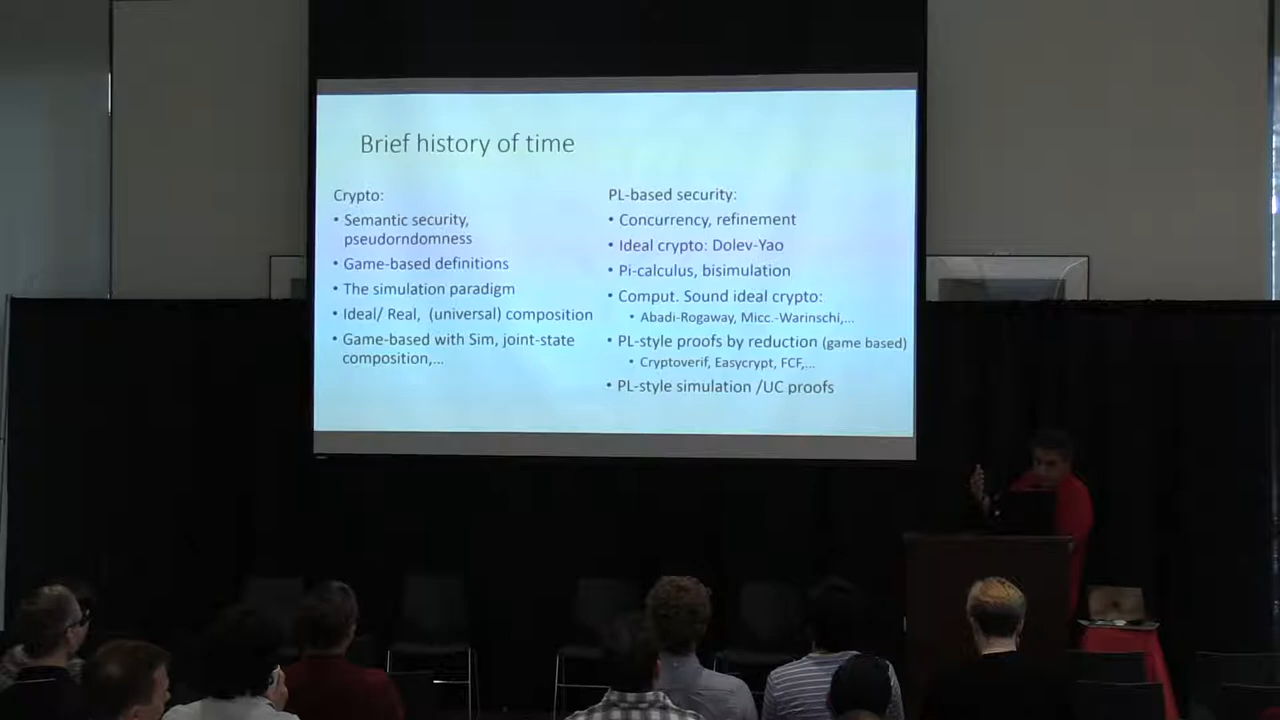 Brief history of time
Crypto:
• Semantic security,
pseudorndomness
• Game-based definitions
• The simulation paradigm
• Ideal/ Real, (universal) composition
• Game-based with Sim, joint-state
composition,...
PL-based security:
• Concurrency, refinement
• Ideal crypto: Dolev-Yao
• Pi-calculus, bisimulation
• Comput. Sound ideal crypto:
• Abadi-Rogaway, Micc.-Warinschi,...
• PL-style proofs by reduction (game based)
• Cryptoverif, Easycrypt, FCF,...
• PL-style simulation /UC proofs